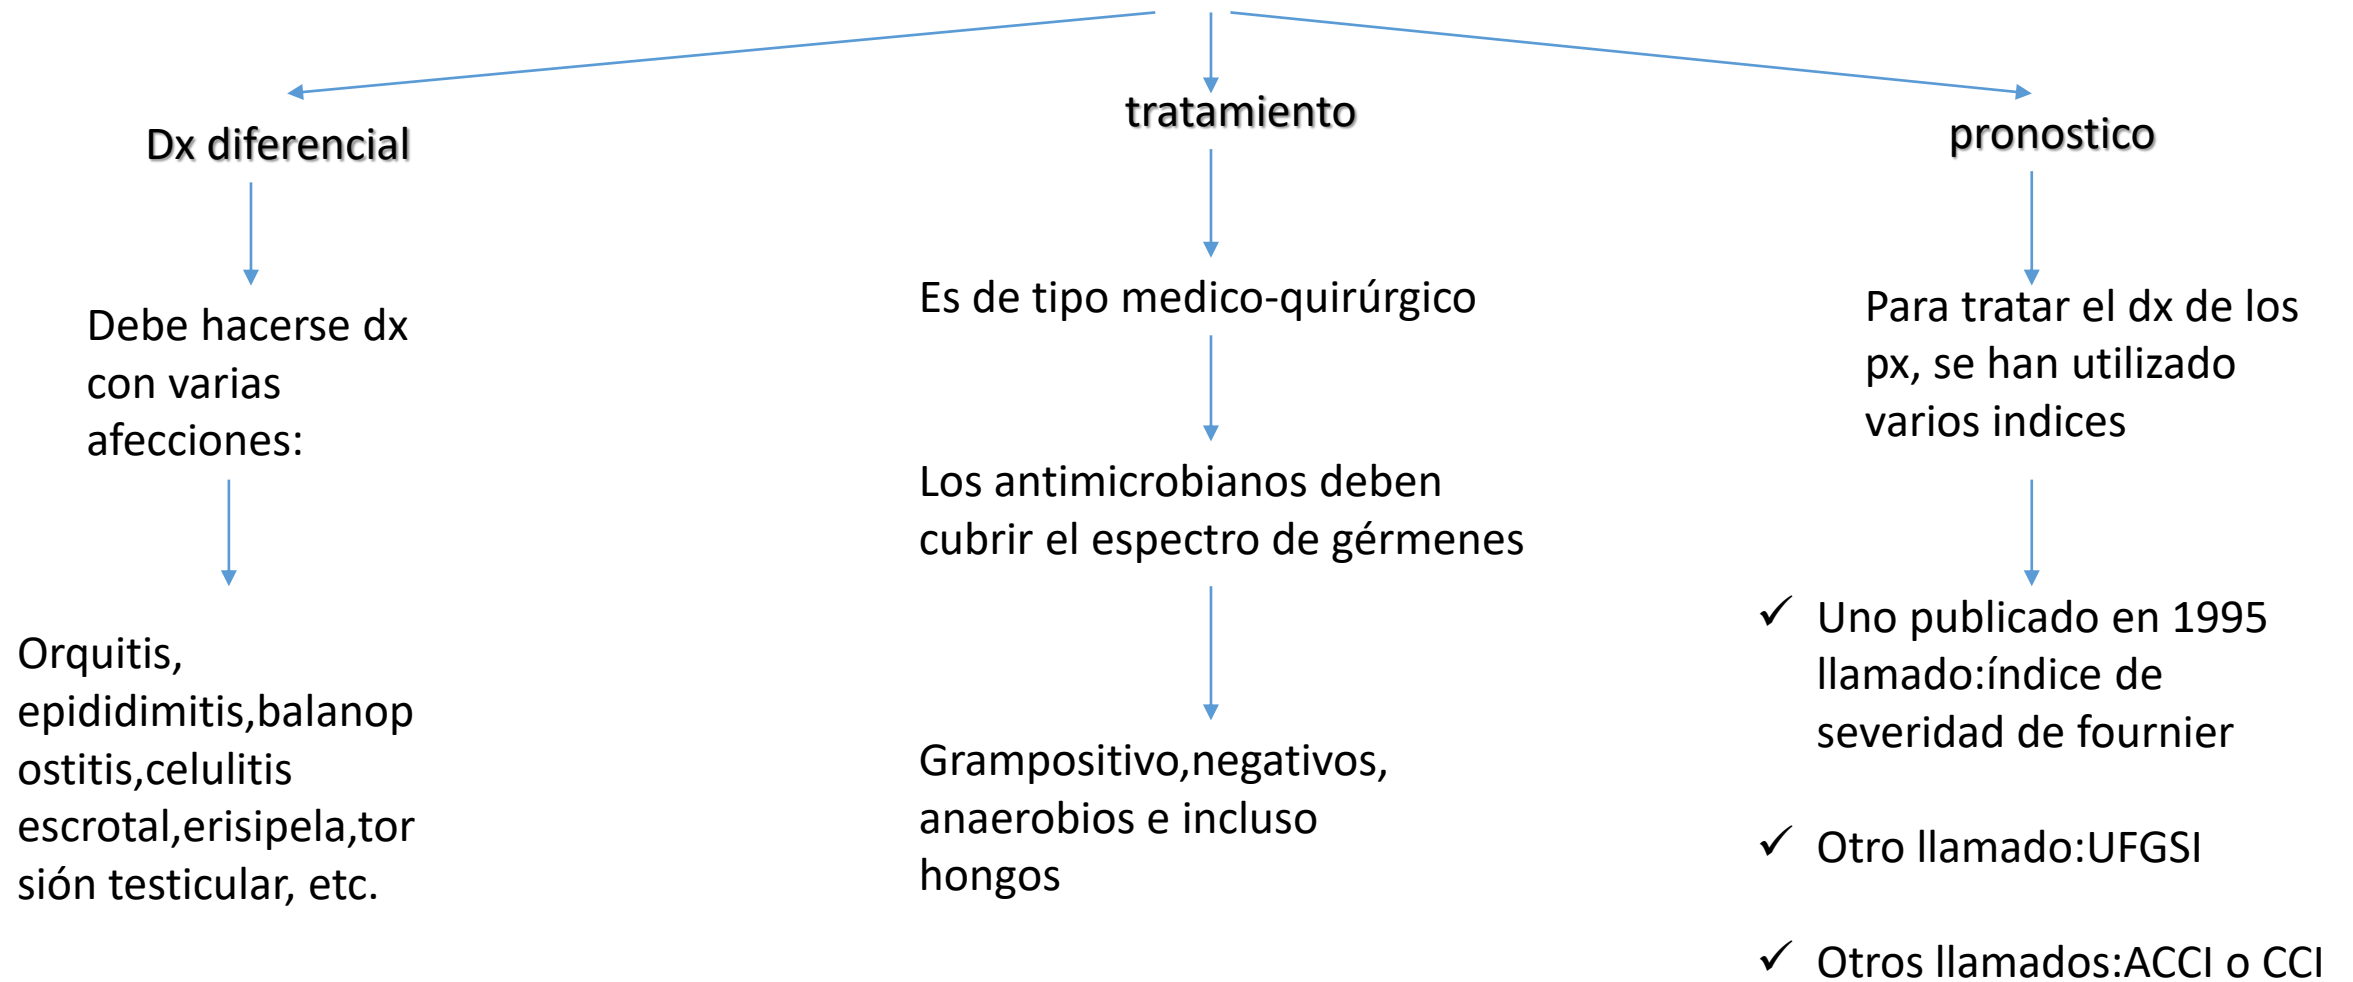 Dx diferencial
Debe hacerse dx
con varias
afecciones:
Orquitis,
epididimitis,balanop
ostitis,celulitis
escrotal,erisipela,tor
sión testicular, etc.
tratamiento
Es de tipo medico-quirúrgico
Los antimicrobianos deben
cubrir el espectro de gérmenes
Grampositivo,negativos,
anaerobios e incluso
hongos
pronostico
Para tratar el dx de los
px, se han utilizado
varios indices
✓ Uno publicado en 1995
llamado:índice de
severidad de fournier
✓ Otro llamado:UFGSI
✓ Otros llamados:ACCI o CCI